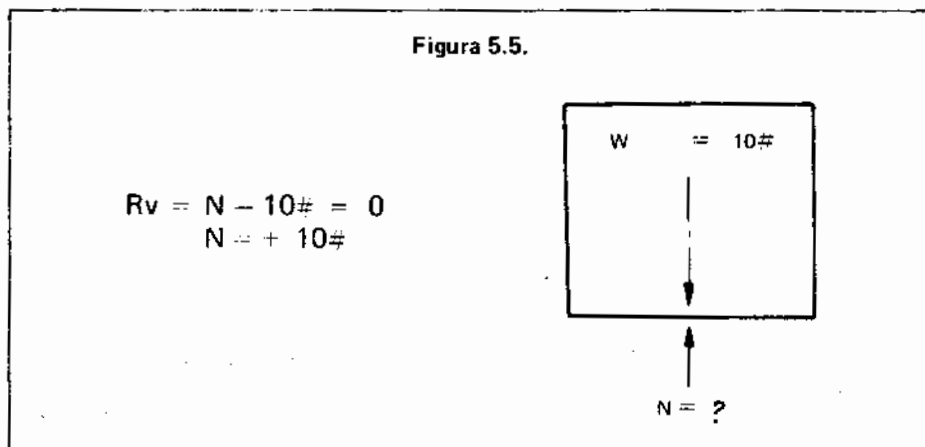 Figura 5.5.
W = 10#
Rv = N – 10# = 0
N = + 10#
N = ?